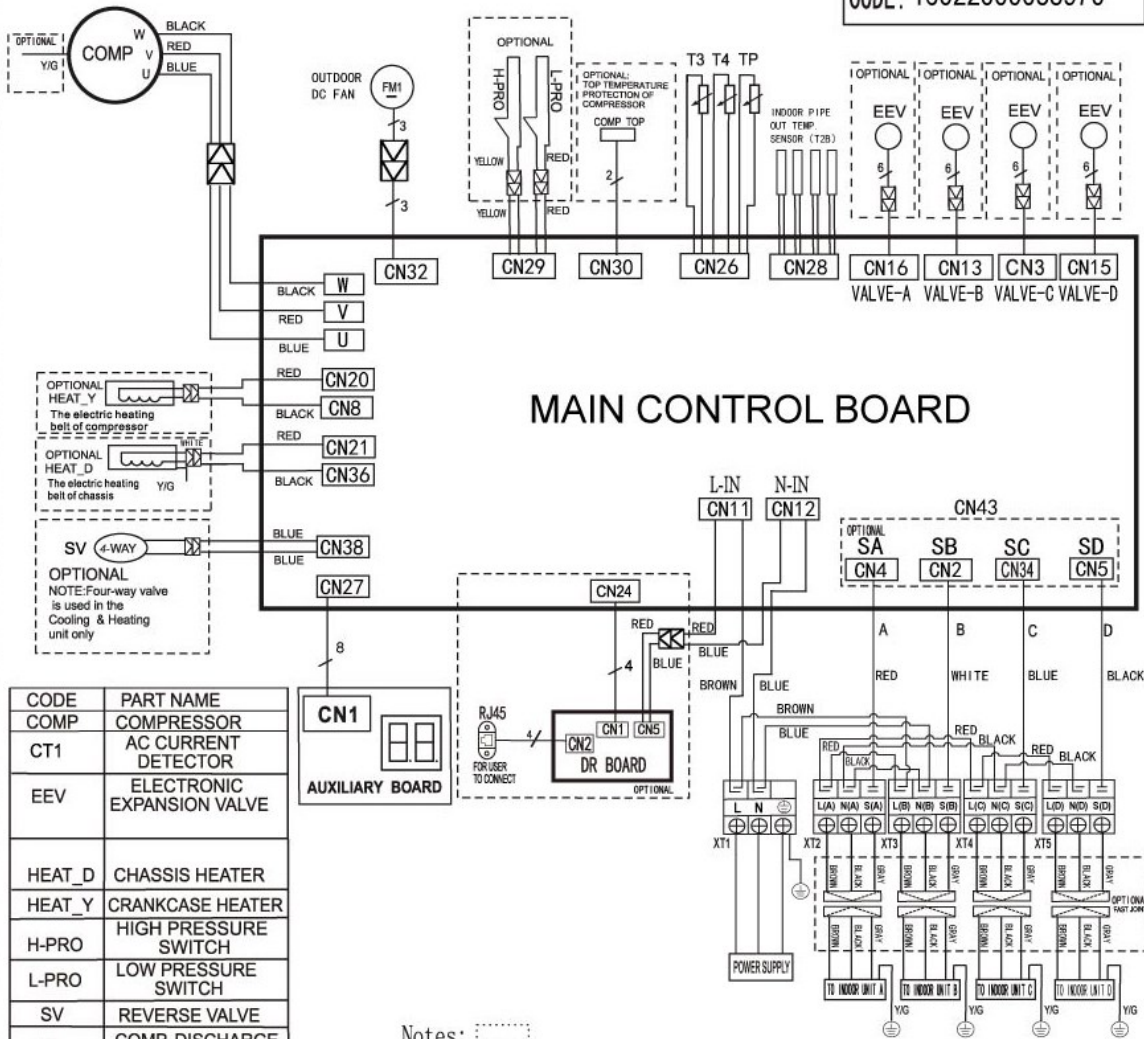 CODE:
OPTIONAL
Y/G
COMP
W
V
U
BLACK
RED
BLUE
OUTDOOR
DC FAN
FM1
3
3
OPTIONAL
H-PRO
L-PRO
YELLOW
RED
YELLOW
RED
OPTIONAL:
TOP TEMPERATURE
PROTECTION OF
COMPRESSOR
COMP TOP
2
T3 T4 TP
INDOOR PIPE
OUT TEMP.
SENSOR (T2B)
OPTIONAL
EEV
6
OPTIONAL
EEV
6
OPTIONAL
EEV
6
OPTIONAL
EEV
6
CN32
CN29
CN30
CN26
CN28
CN16
CN13
CN3
CN15
VALVE-A VALVE-B VALVE-C VALVE-D
BLACK W
RED V
BLUE U
RED CN20
BLACK CN8
RED CN21
BLACK CN36
BLUE
CN38
BLUE
CN27
OPTIONAL
HEAT_Y
The electric heating
belt of compressor
OPTIONAL
HEAT_D
The electric heating
belt of chassis
WHITE
Y/G
SV 4-WAY
OPTIONAL
NOTE:Four-way valve
is used in the
Cooling & Heating
unit only
MAIN CONTROL BOARD
L-IN
CN11
N-IN
CN12
CN43
OPTIONAL
SA
CN4
SB
CN2
SC
CN34
SD
CN5
CN24
8
CN1
AUXILIARY BOARD
4
RED
BLUE
RED
BLUE
RJ45
FOR USER
TO CONNECT
4
CN2
CN1
CN5
DR BOARD
OPTIONAL
BROWN
BLUE
A
B
C
D
RED
WHITE
BLUE
BLACK
BROWN
BLUE
RED
BLACK
RED
BLACK
RED
BLACK
L N
XT1
L(A) N(A) S(A)
XT2
L(B) N(B) S(B)
XT3
L(C) N(C) S(C)
XT4
L(D) N(D) S(D)
XT5
BROWN BLACK GRAY
BROWN BLACK GRAY
BROWN BLACK GRAY
BROWN BLACK GRAY
FAST JOIN
BROWN BLACK GRAY
BROWN BLACK GRAY
BROWN BLACK GRAY
BROWN BLACK GRAY
POWER SUPPLY
TO INDOOR UNIT A
TO INDOOR UNIT B
TO INDOOR UNIT C
TO INDOOR UNIT D
Y/G
Y/G
Y/G
Y/G
CODE PART NAME
COMP COMPRESSOR
CT1 AC CURRENT
DETECTOR
EEV ELECTRONIC
EXPANSION VALVE
HEAT_D CHASSIS HEATER
HEAT_Y CRANKCASE HEATER
H-PRO HIGH PRESSURE
SWITCH
L-PRO LOW PRESSURE
SWITCH
SV REVERSE VALVE
COMP. DISCHARGE
Notes: